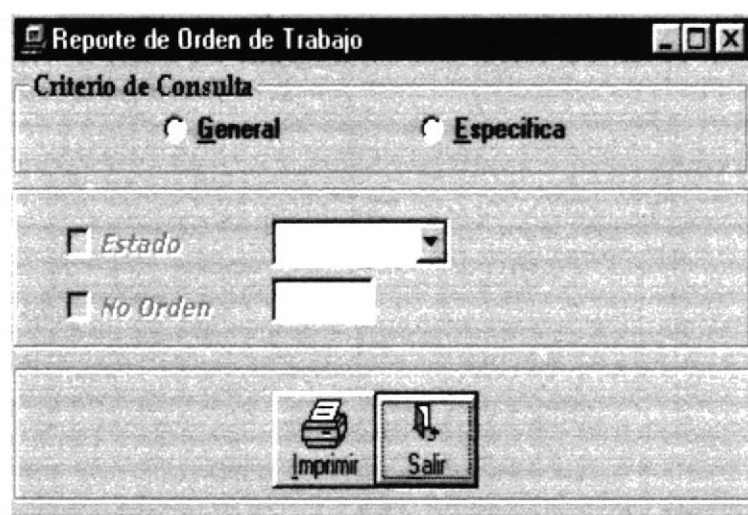 Reporte de Orden de Trabajo
Criterio de Consulta
General Especifica
Estado
No Orden
Imprimir Salir